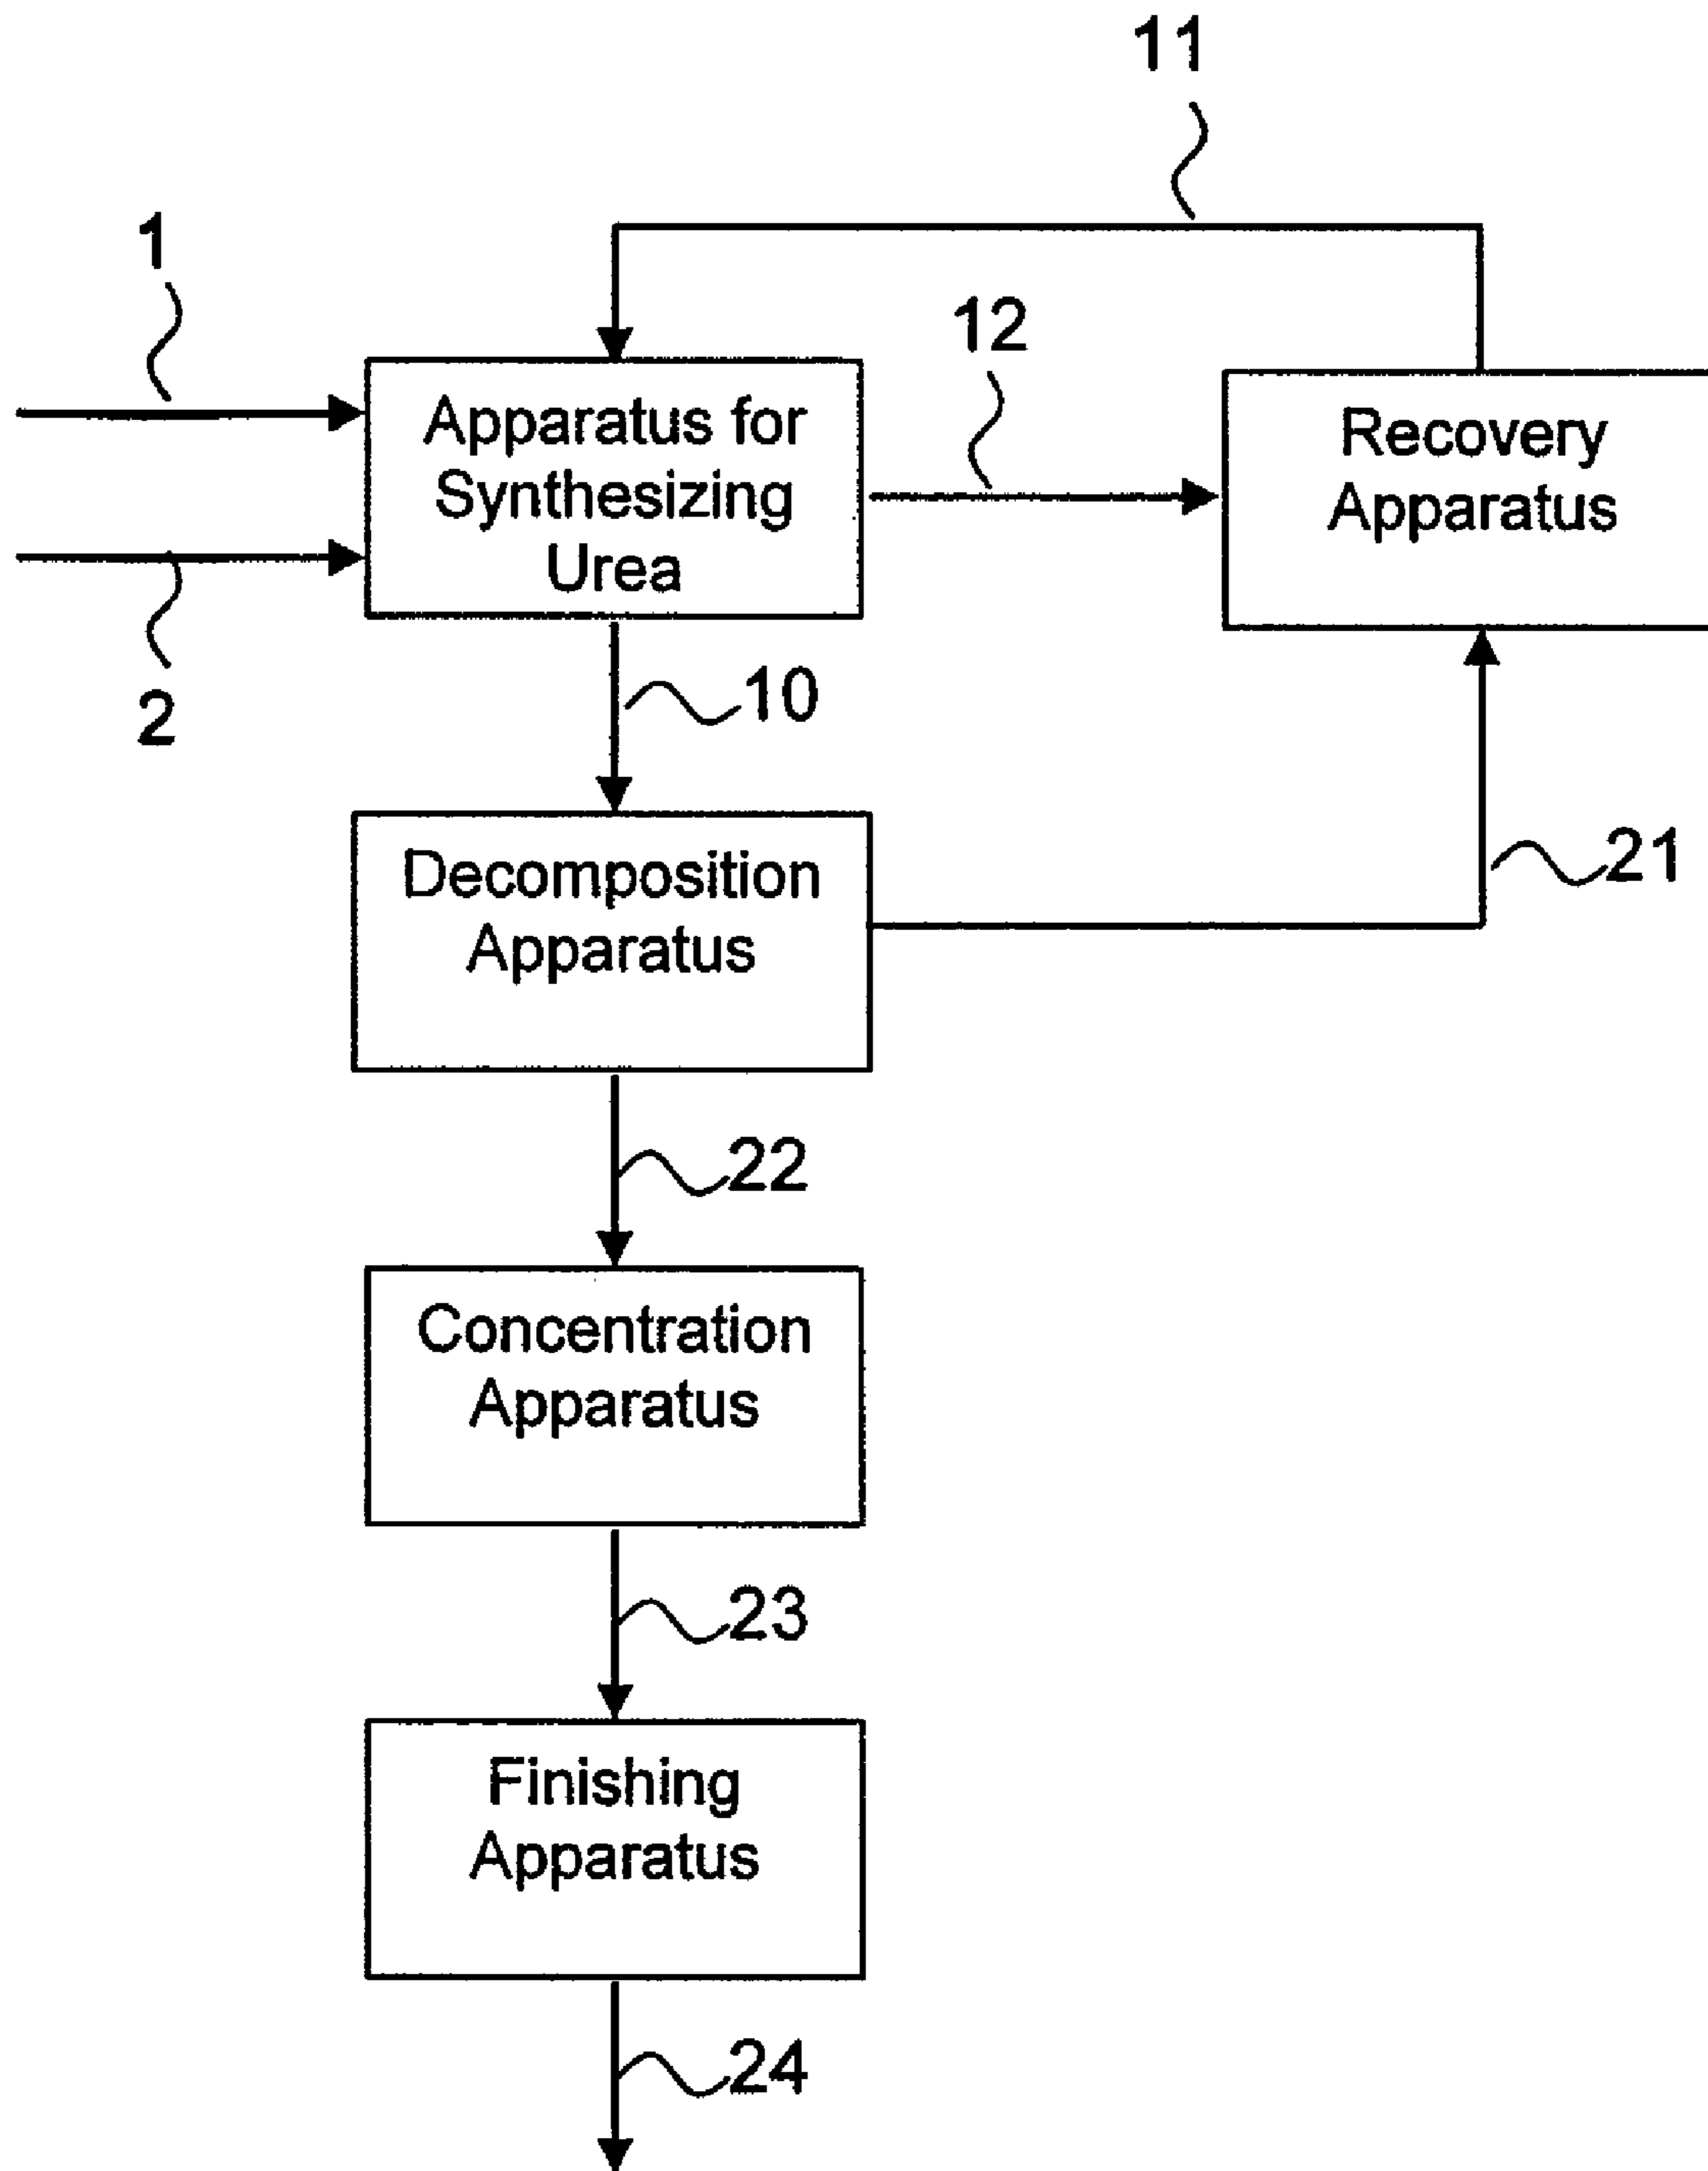 11
1
12
Apparatus for
Synthesizing
Urea
Recovery
Apparatus
2
10
Decomposition
Apparatus
21
22
Concentration
Apparatus
23
Finishing
Apparatus
24